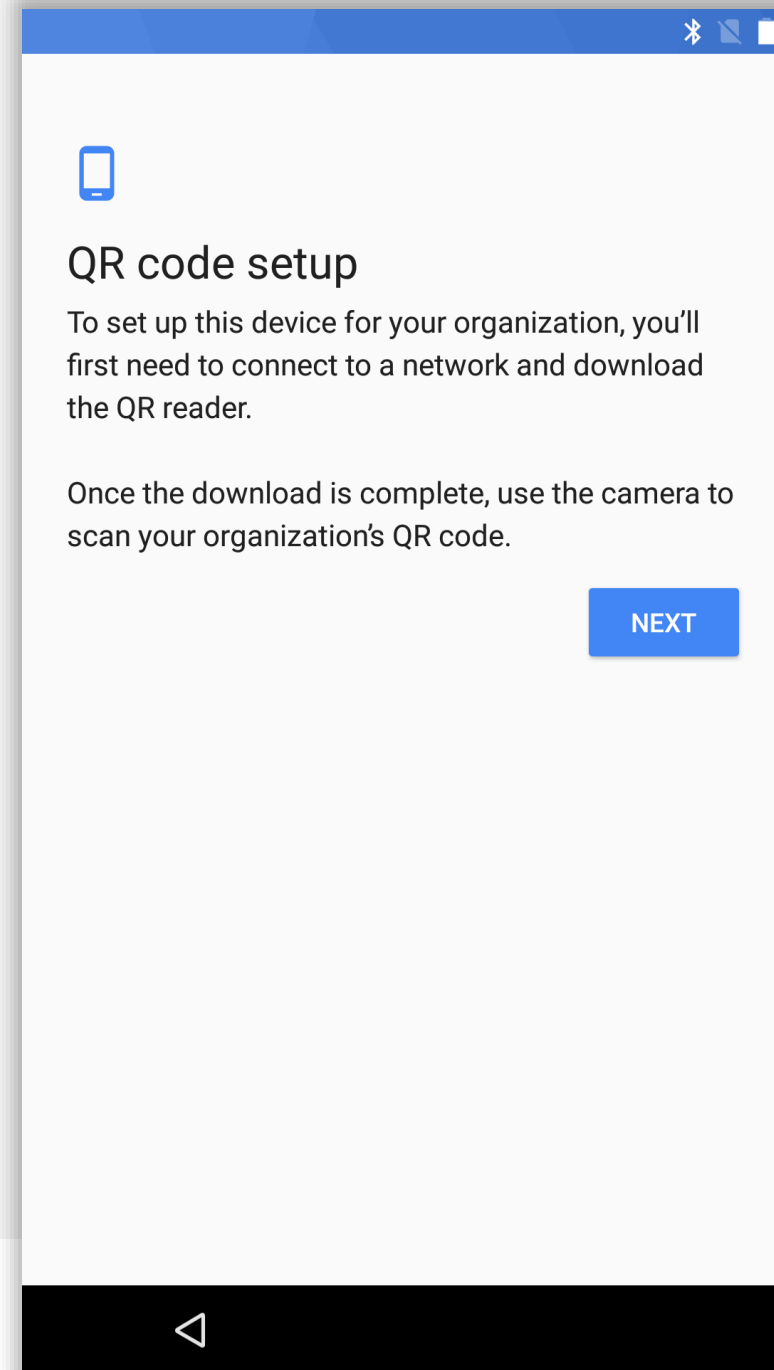 QR code setup
To set up this device for your organization, you’ll
first need to connect to a network and download
the QR reader.
Once the download is complete, use the camera to
scan your organization’s QR code.
NEXT